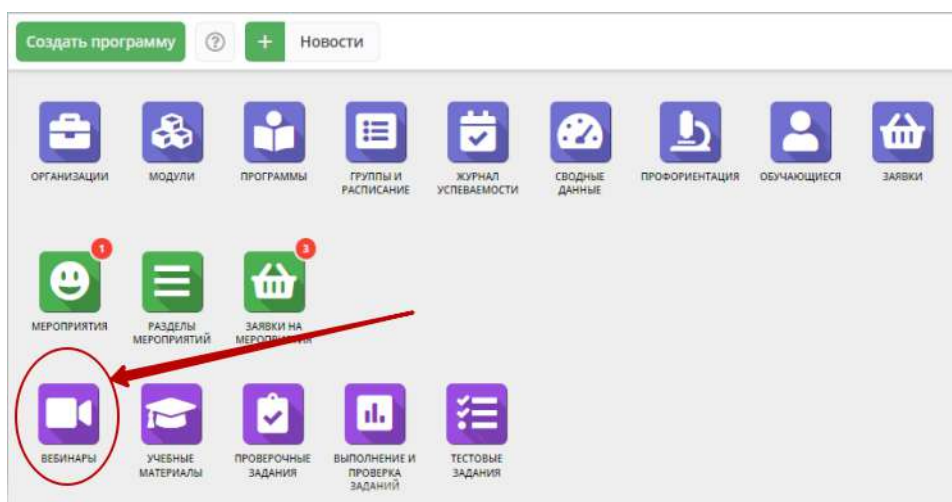 Создать программу ? + Новости
ОРГАНИЗАЦИИ МОДУЛИ ПРОГРАММЫ ГРУППЫ И ЖУРНАЛ СВОДНЫЕ ПРОФОРИЕНТАЦИЯ ОБУЧАЮЩИЕСЯ ЗАЯВКИ
РАСПИСАНИЕ УСПЕВАЕМОСТИ ДАННЫЕ
1 3
МЕРОПРИЯТИЯ РАЗДЕЛЫ ЗАЯВКИ НА
МЕРОПРИЯТИЙ МЕРОПРИЯТИЯ
ВЕБИНАРЫ УЧЕБНЫЕ ПРОВЕРОЧНЫЕ ВЫПОЛНЕНИЕ И ТЕСТОВЫЕ
МАТЕРИАЛЫ ЗАДАНИЯ ПРОВЕРКА ЗАДАНИЯ
ЗАДАНИЙ